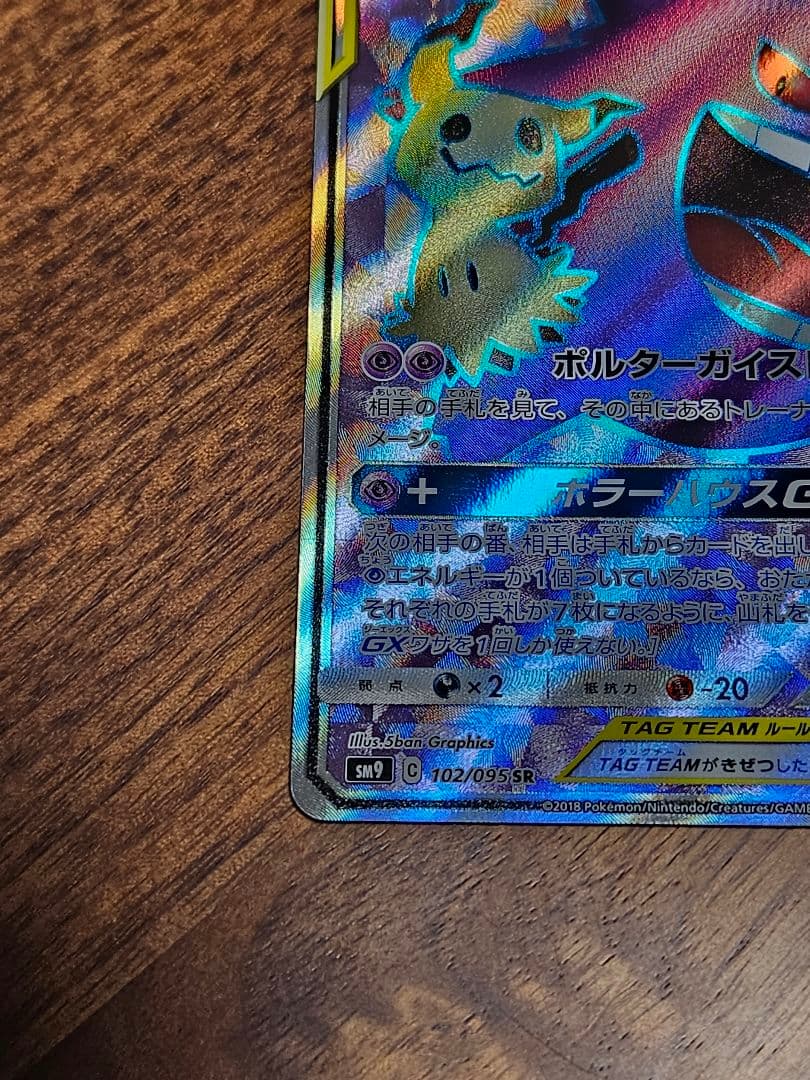 ポルターガイスト
相手の手札を見て、その中にあるトレーナ
メージ。
+ ホラーハウスG
次の相手の番、相手は手札からカードを出し
エネルギーが1個ついているなら、おた
それぞれの手札が7枚になるように、山札を
GXワザを1回しか使えない。]
弱点 ×2 抵抗力 -20
TAG TEAM ルール
Illus. 5ban Graphics
TAG TEAMがきぜつした
SM9 C 102/095 SR
©2018 Pokémon/Nintendo/Creatures/GAME